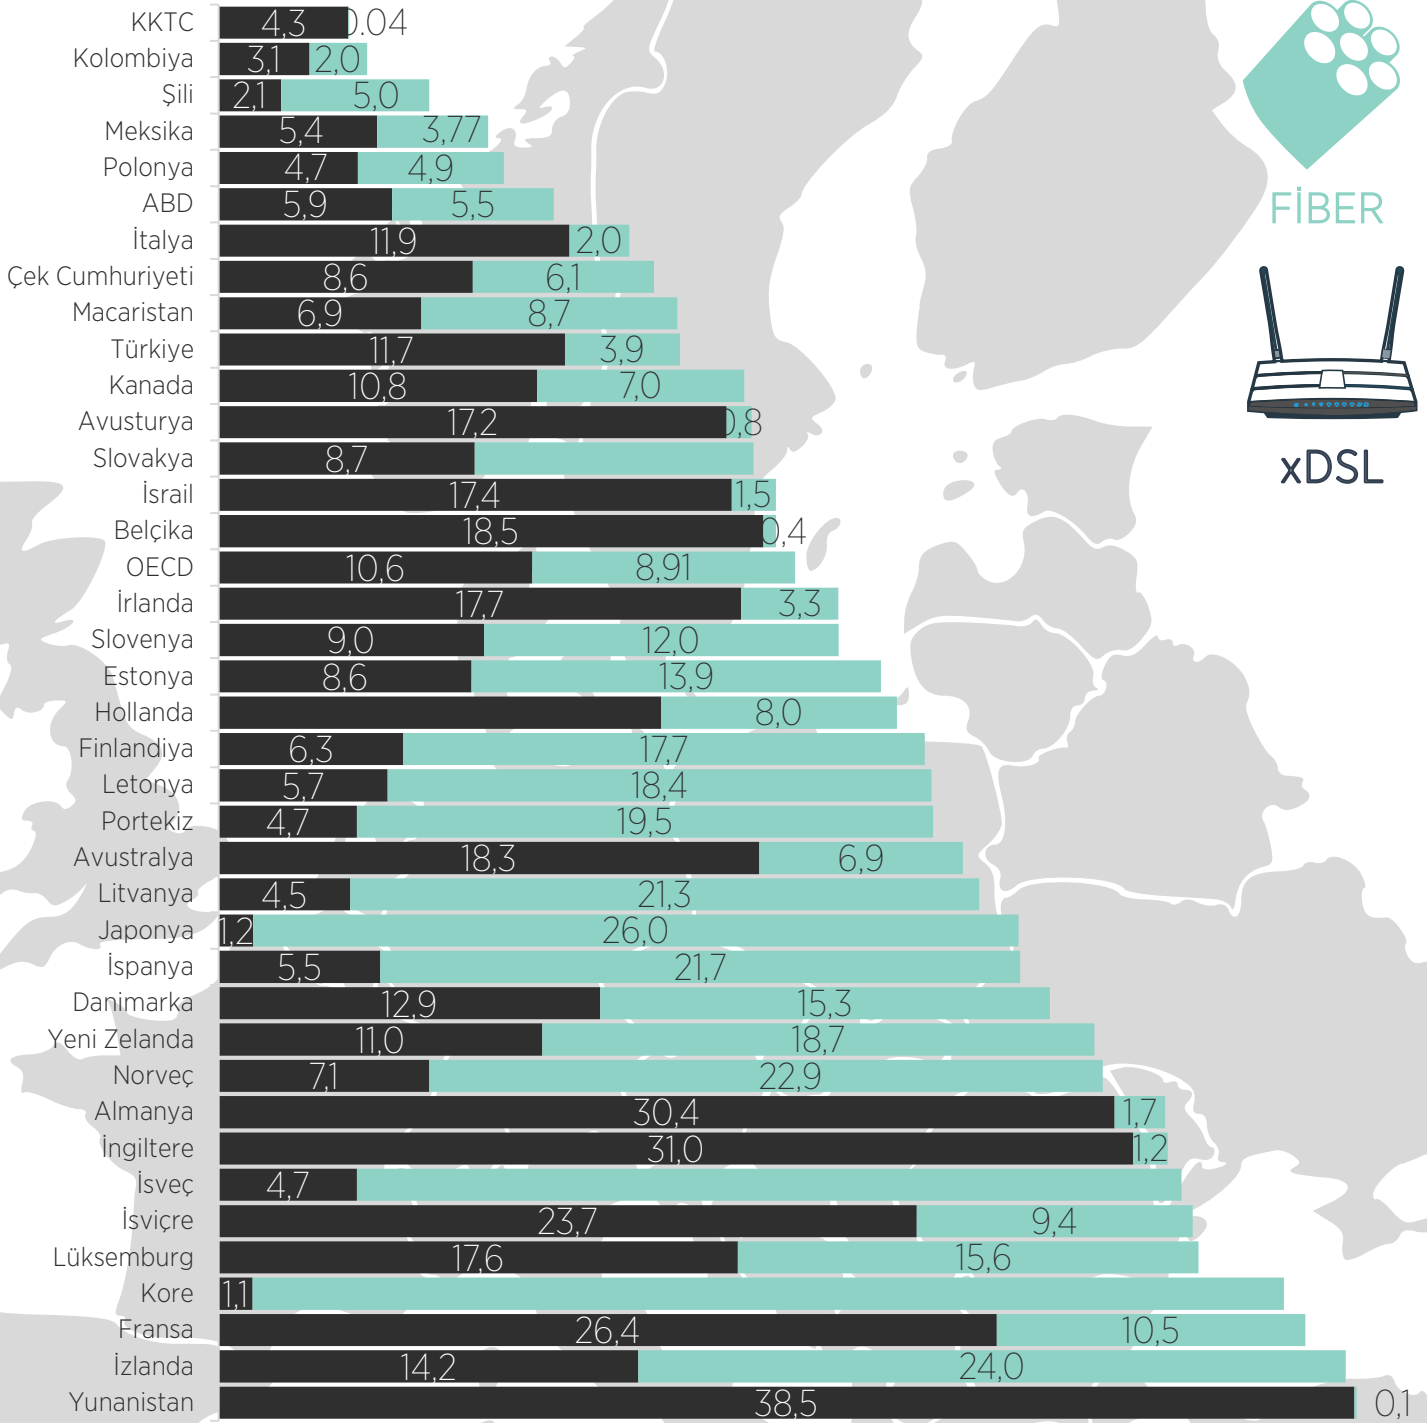 KKTC 4,3 0.04
Kolombiya 3,1 2,0
Şili 2,1 5,0
Meksika 5,4 3,77
Polonya 4,7 4,9
ABD 5,9 5,5
İtalya 11,9 2,0
Çek Cumhuriyeti 8,6 6,1
Macaristan 6,9 8,7
Türkiye 11,7 3,9
Kanada 10,8 7,0
Avusturya 17,2 0,8
Slovakya 8,7
İsrail 17,4 1,5
Belçika 18,5 0,4
OECD 10,6 8,91
İrlanda 17,7 3,3
Slovenya 9,0 12,0
Estonya 8,6 13,9
Hollanda 8,0
Finlandiya 6,3 17,7
Letonya 5,7 18,4
Portekiz 4,7 19,5
Avustralya 18,3 6,9
Litvanya 4,5 21,3
Japonya 1,2 26,0
İspanya 5,5 21,7
Danimarka 12,9 15,3
Yeni Zelanda 11,0 18,7
Norveç 7,1 22,9
Almanya 30,4 1,7
İngiltere 31,0 1,2
İsveç 4,7
İsviçre 23,7 9,4
Lüksemburg 17,6 15,6
Kore 1,1
Fransa 26,4 10,5
İzlanda 14,2 24,0
Yunanistan 38,5 0,1
FİBER
xDSL